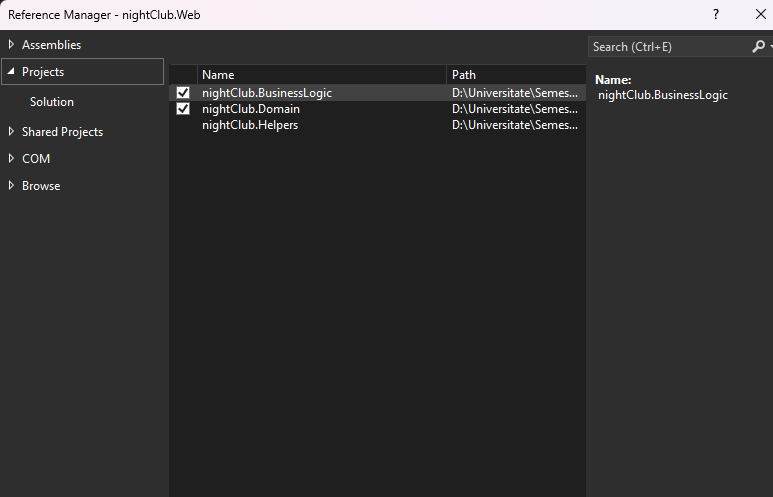 Reference Manager - nightClub.Web
?
Assemblies
Projects
Solution
Shared Projects
COM
Browse
Name Path
nightClub.BusinessLogic D:\Universitate\Semes...
nightClub.Domain D:\Universitate\Semes...
nightClub.Helpers D:\Universitate\Semes...
Search (Ctrl+E)
Name:
nightClub.BusinessLogic